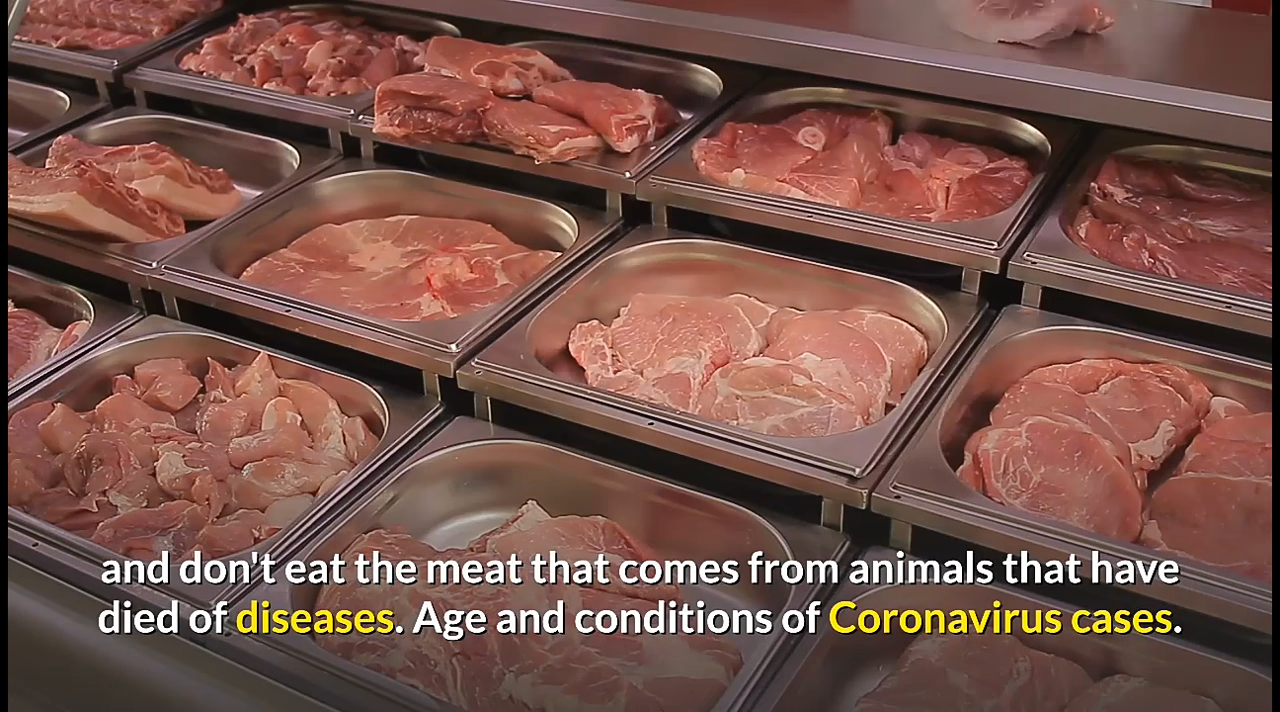 and don't eat the meat that comes from animals that have
died of diseases. Age and conditions of Coronavirus cases.